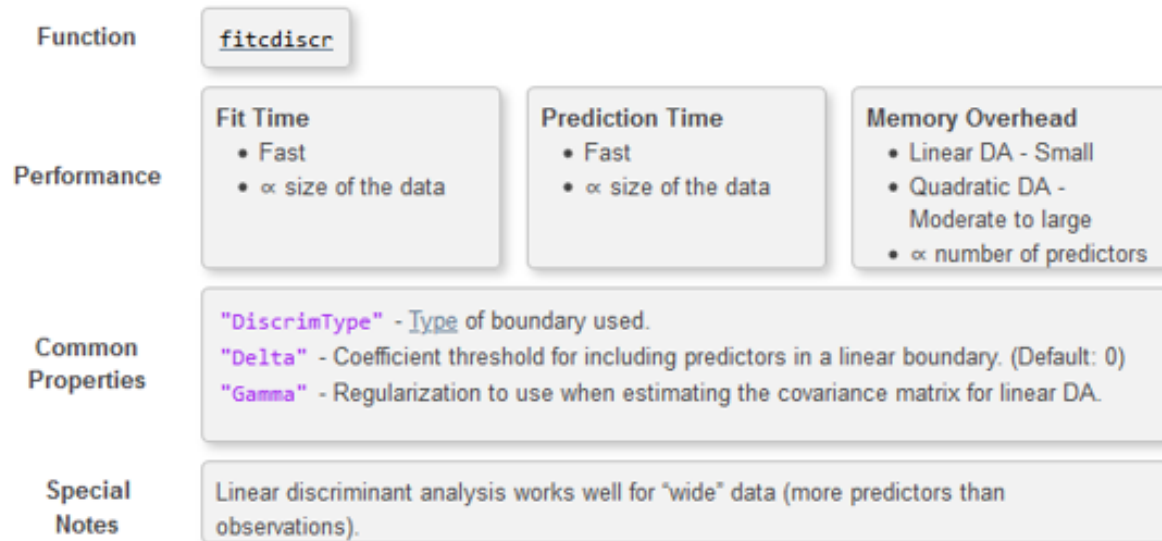 Function
fitcdiscr
Performance
Fit Time
• Fast
• ∝ size of the data
Prediction Time
• Fast
• ∝ size of the data
Memory Overhead
• Linear DA - Small
• Quadratic DA -
Moderate to large
• ∝ number of predictors
Common
Properties
"DiscrimType" - Type of boundary used.
"Delta" - Coefficient threshold for including predictors in a linear boundary. (Default: 0)
"Gamma" - Regularization to use when estimating the covariance matrix for linear DA.
Special
Notes
Linear discriminant analysis works well for “wide” data (more predictors than
observations).